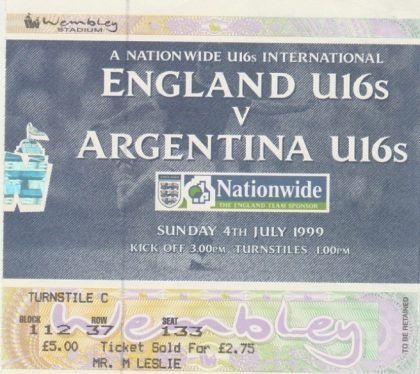 Wembley
STADIUM
A NATIONWIDE U16s INTERNATIONAL
ENGLAND U16s
V
ARGENTINA U16s
Nationwide
THE ENGLAND TEAM SPONSOR
SUNDAY 4TH JULY 1999
KICK OFF 3.00PM TURNSTILES 1.00PM
TURNSTILE C
BLOCK ROW SEAT
112 37 133
Wembley
£5.00 Ticket Sold For £2.75
MR. M LESLIE
TO BE RETAINED